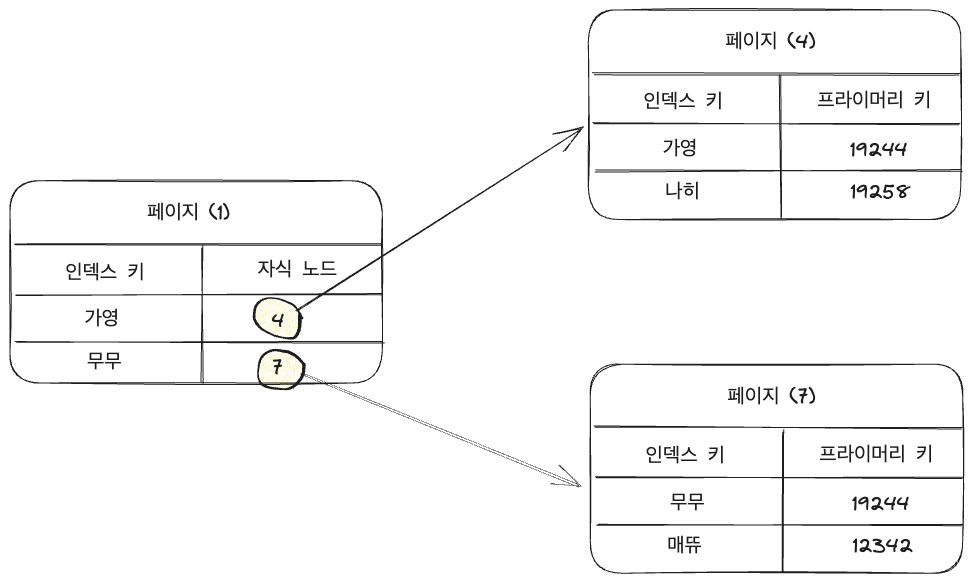 페이지 (1)
인덱스 키 자식 노드
가영 4
무무 7
페이지 (4)
인덱스 키 프라이머리 키
가영 19244
나히 19258
페이지 (7)
인덱스 키 프라이머리 키
무무 19244
매뜌 12342